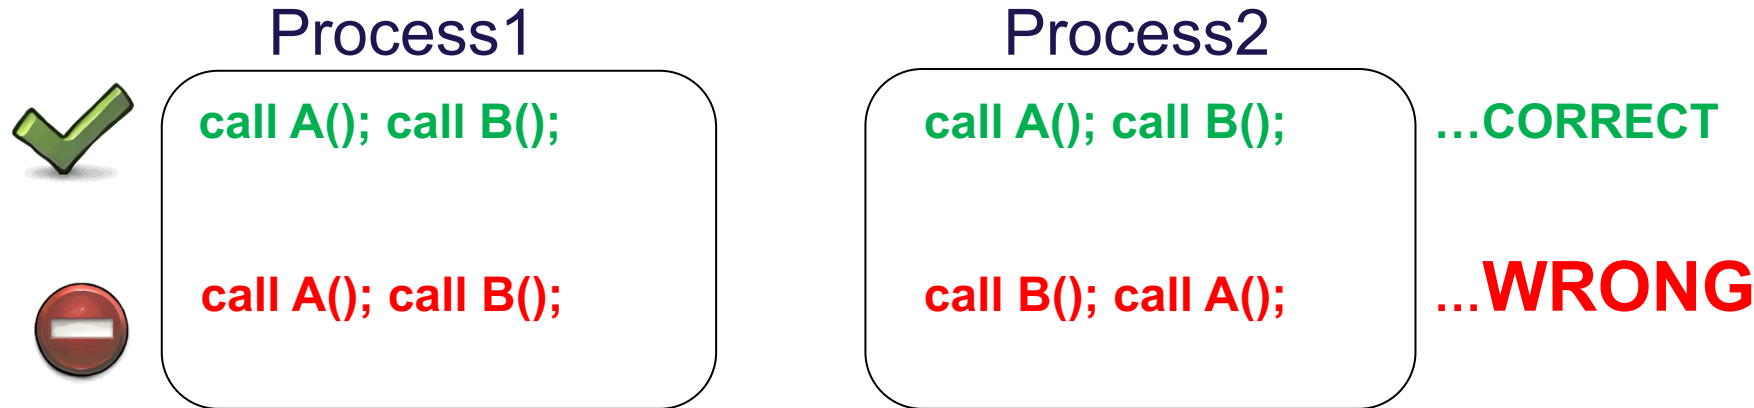 Process1 Process2
call A(); call B(); call A(); call B(); ...CORRECT
call A(); call B(); call B(); call A(); ...WRONG